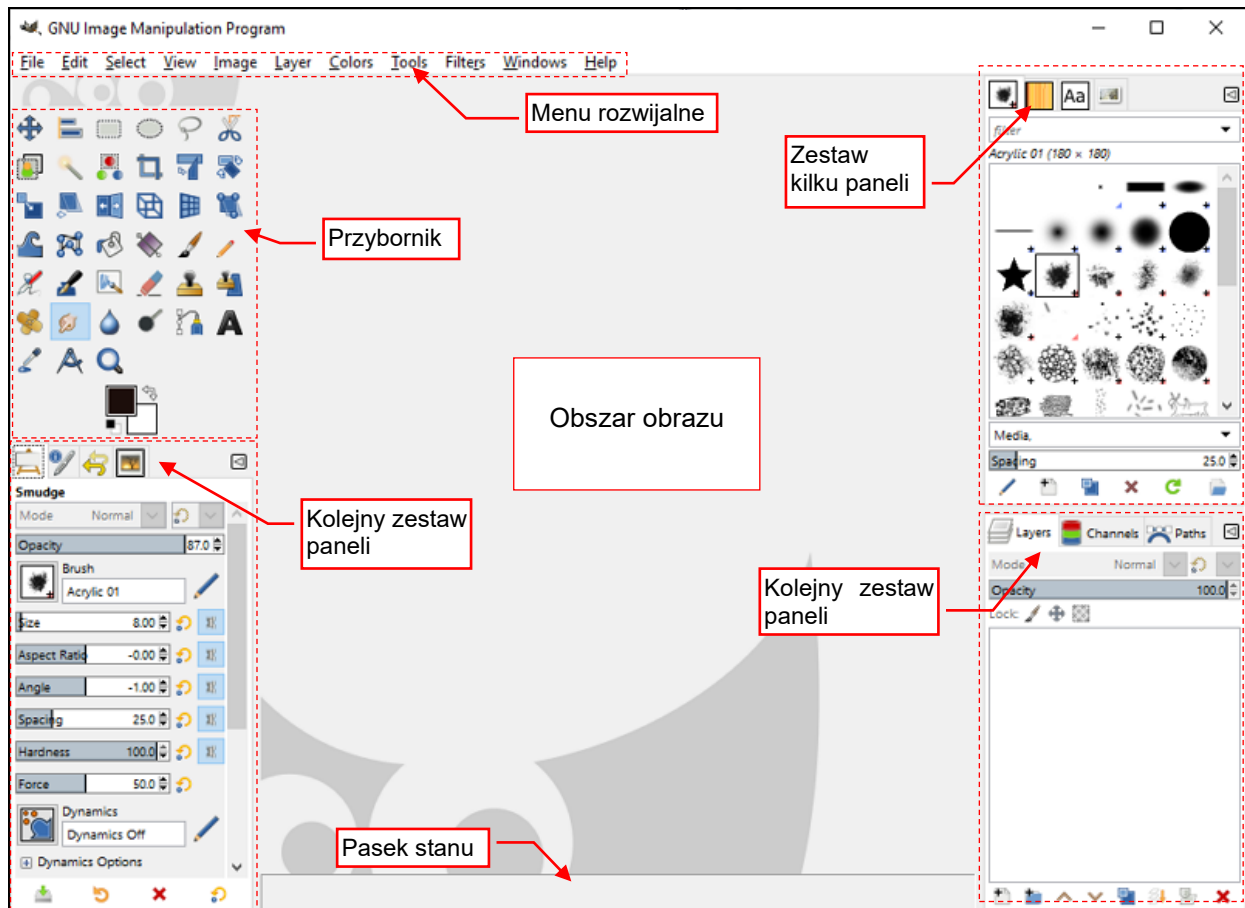 GNU Image Manipulation Program
File Edit Select View Image Layer Colors Tools Filters Windows Help
Menu rozwijalne
Zestaw
kilku paneli
Aa
filter
Acrylic 01 (180 × 180)
Przybornik
Obszar obrazu
Media,
Spacing 25.0
Smudge
Mode Normal
Opacity 87.0
Brush
Acrylic 01
Size 8.00
Aspect Ratio -0.00
Angle -1.00
Spacing 25.0
Hardness 100.0
Force 50.0
Dynamics
Dynamics Off
Dynamics Options
Kolejny zestaw
paneli
Layers Channels Paths
Mode Normal
Opacity 100.0
Lock:
Kolejny zestaw
paneli
Pasek stanu